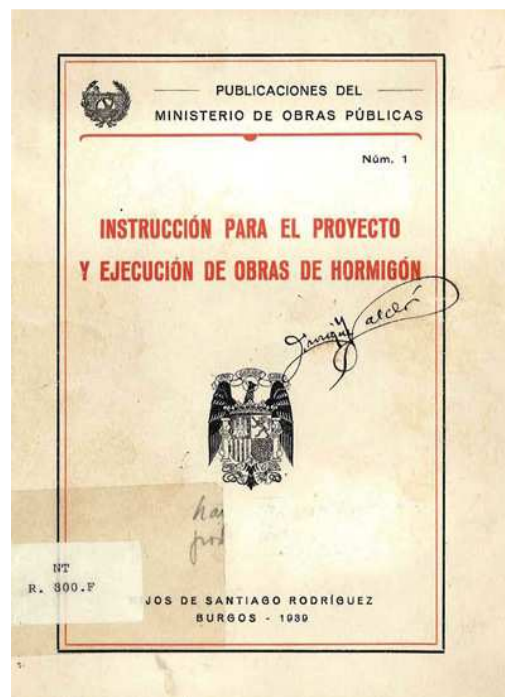 PUBLICACIONES DEL
MINISTERIO DE OBRAS PÚBLICAS
Núm. 1
INSTRUCCIÓN PARA EL PROYECTO
Y EJECUCIÓN DE OBRAS DE HORMIGÓN
Enrique
NT
R. 800.F
JOS DE SANTIAGO RODRÍGUEZ
BURGOS - 1939